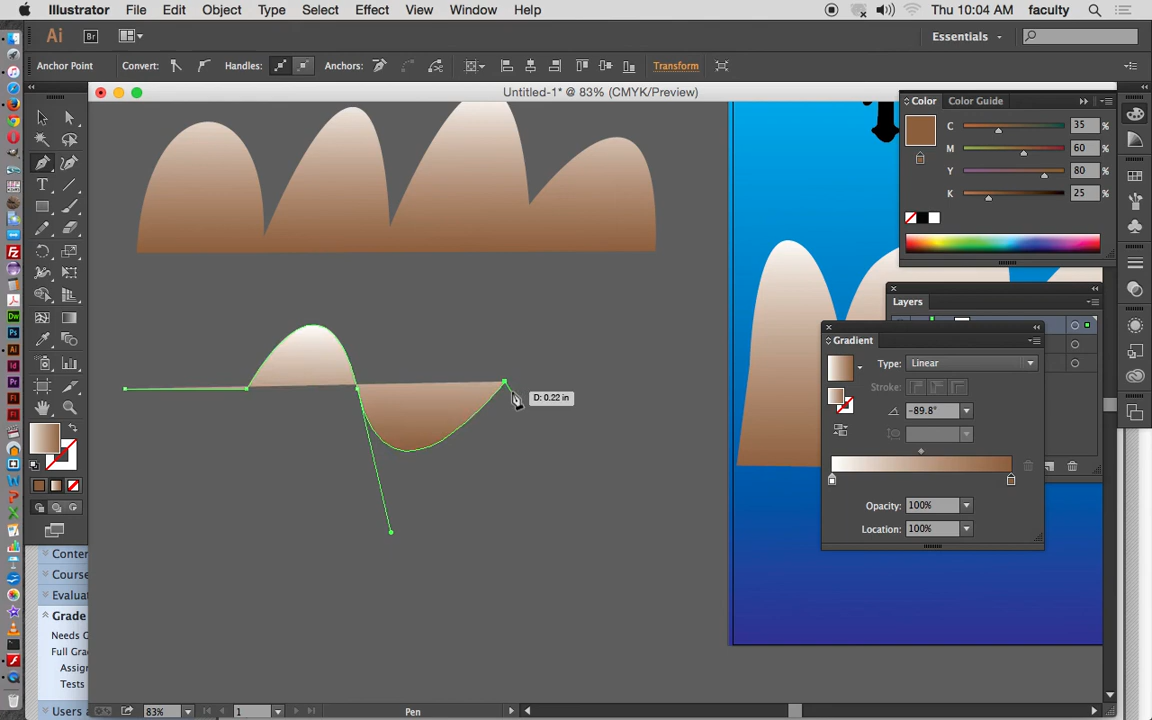 Illustrator File Edit Object Type Select Effect View Window Help Thu 10:04 AM faculty
Ai Br Essentials
Anchor Point Convert: Handles: Anchors: Transform
Untitled-1* @ 83% (CMYK/Preview)
Color Color Guide
C 35 %
M 60 %
Y 80 %
K 25 %
Layers
Gradient
Type: Linear
Stroke:
-89.8°
Opacity: 100%
Location: 100%
D: 0.22 in
Conten
Course
Evaluat
Grade
Needs G
Full Gra
Assig
Tests
Users a
83% 1 Pen